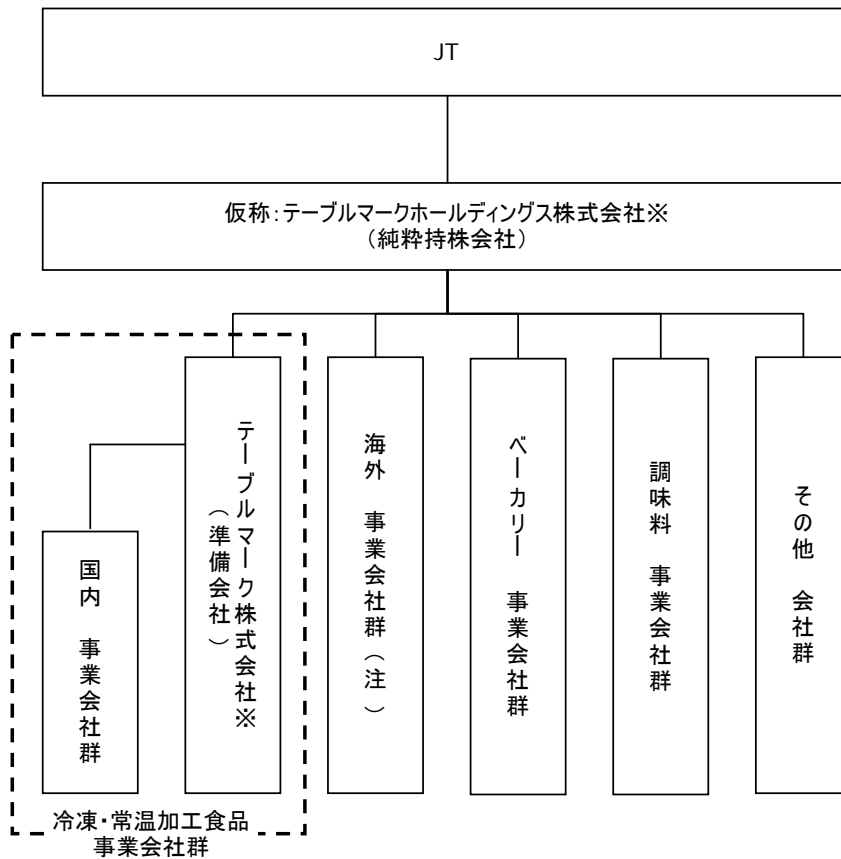 JT
仮称:テーブルマークホールディングス株式会社※
(純粋持株会社)
国内 事業会社群
テーブルマーク株式会社※
(準備会社)
海外 事業会社群(注)
ベーカリー 事業会社群
調味料 事業会社群
その他 会社群
冷凍・常温加工食品
事業会社群